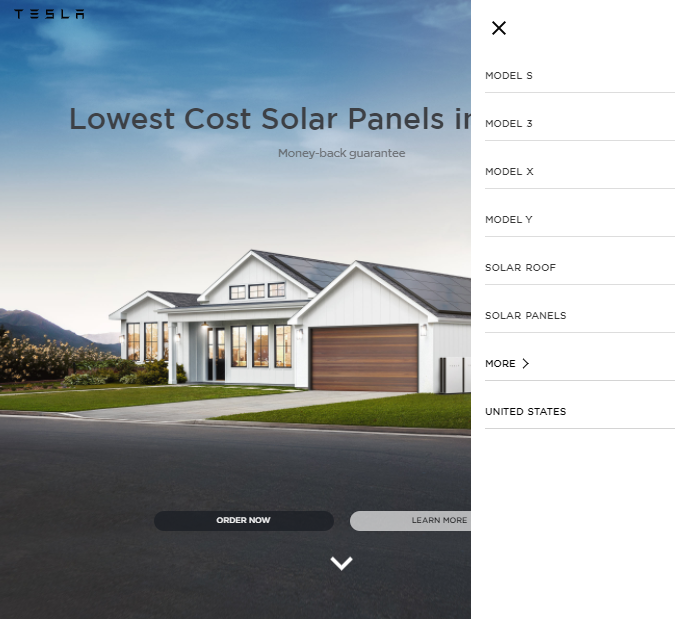 TESLA
Lowest Cost Solar Panels in
Money-back guarantee
ORDER NOW
LEARN MORE
MODEL S
MODEL 3
MODEL X
MODEL Y
SOLAR ROOF
SOLAR PANELS
MORE
UNITED STATES